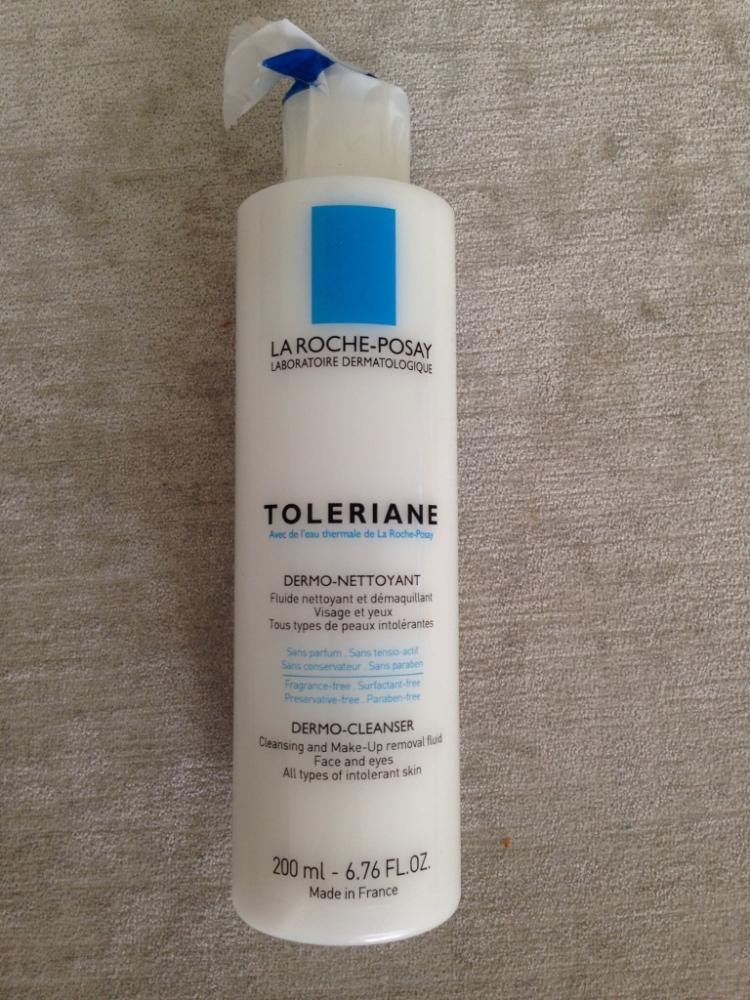 LA ROCHE-POSAY
LABORATOIRE DERMATOLOGIQUE
TOLERIANE
Avec de l'eau thermale de La Roche-Posay
DERMO-NETTOYANT
Fluide nettoyant et démaquillant
Visage et yeux
Tous types de peaux intolérantes
Sans parfum . Sans tensio-actif
Sans conservateur . Sans paraben
Fragrance-free . Surfactant-free
Preservative-free . Paraben-free
DERMO-CLEANSER
Cleansing and Make-Up removal fluid
Face and eyes
All types of intolerant skin
200 ml - 6.76 FL.OZ.
Made in France